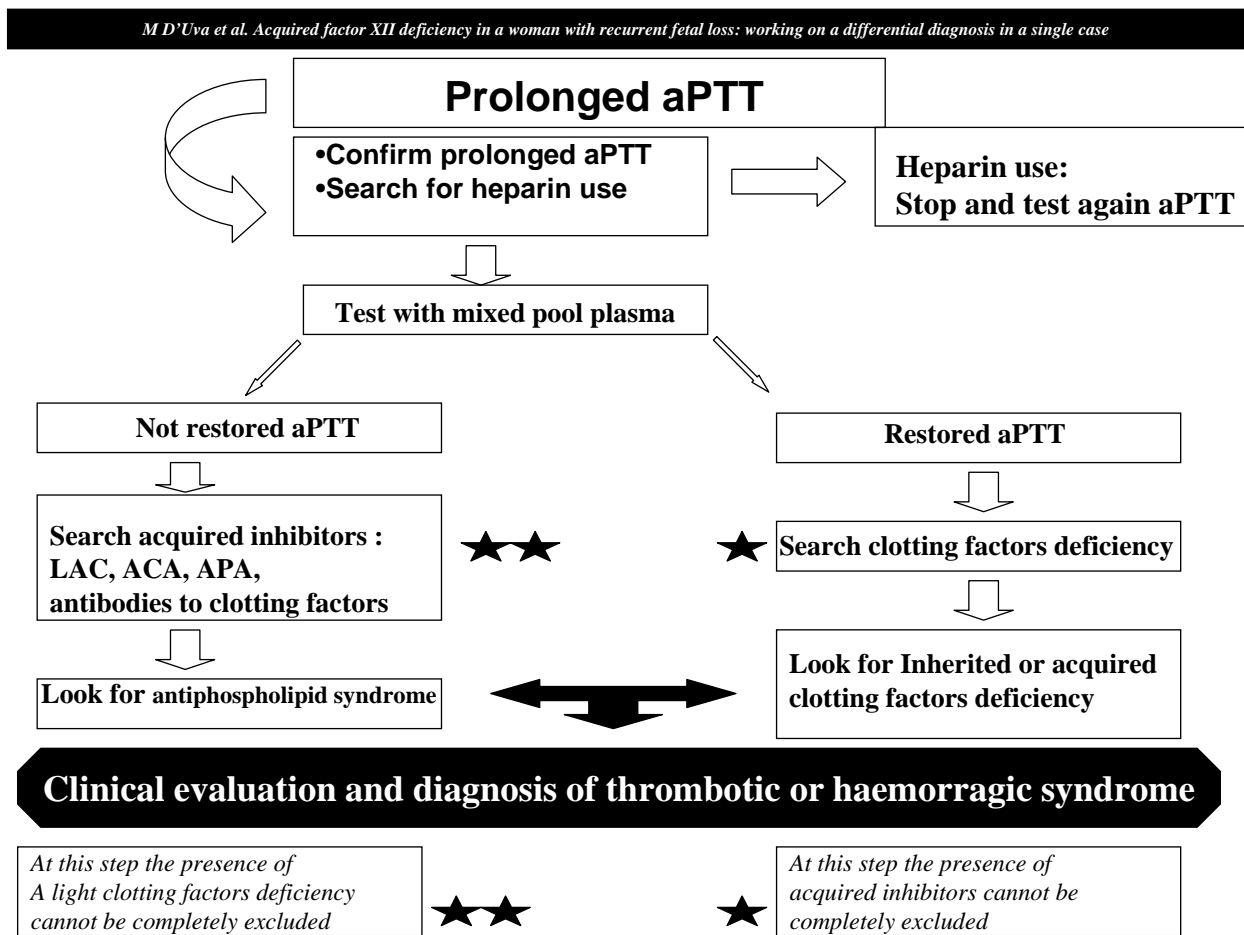 M D'Uva et al. Acquired factor XII deficiency in a woman with recurrent fetal loss: working on a differential diagnosis in a single case
Prolonged aPTT
•Confirm prolonged aPTT
•Search for heparin use
Heparin use:
Stop and test again aPTT
Test with mixed pool plasma
Not restored aPTT
Restored aPTT
Search acquired inhibitors :
LAC, ACA, APA,
antibodies to clotting factors
Search clotting factors deficiency
Look for antiphospholipid syndrome
Look for Inherited or acquired
clotting factors deficiency
Clinical evaluation and diagnosis of thrombotic or haemorragic syndrome
At this step the presence of
A light clotting factors deficiency
cannot be completely excluded
At this step the presence of
acquired inhibitors cannot be
completely excluded